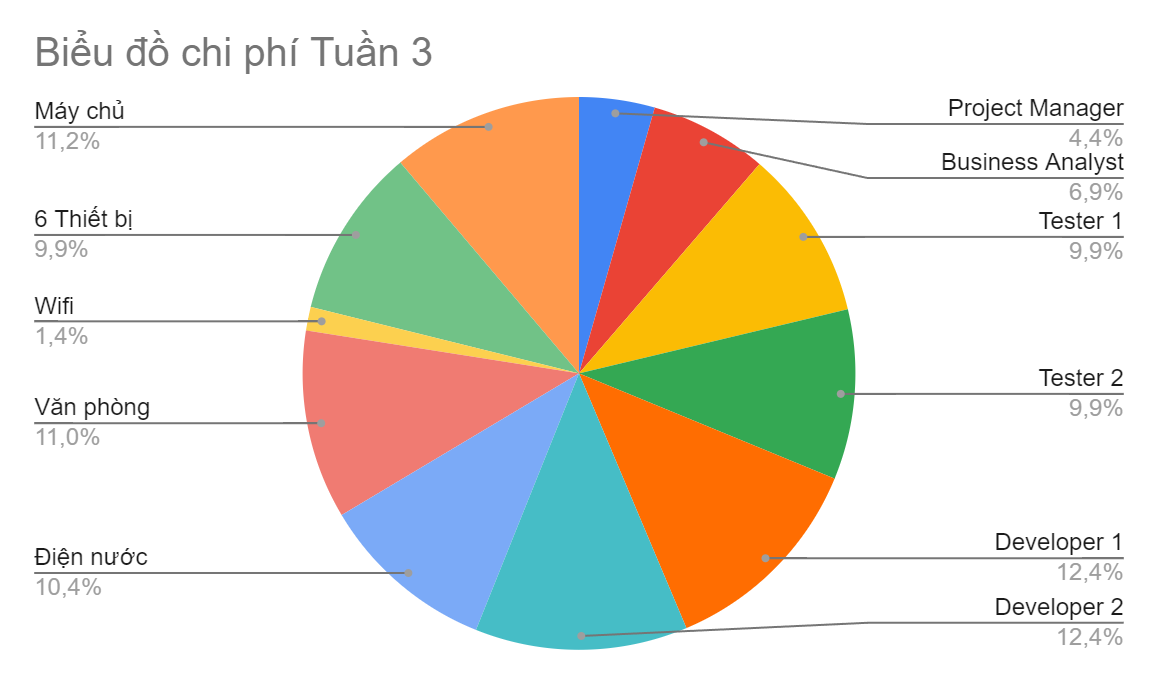 Biểu đồ chi phí Tuần 3
Máy chủ
11,2%
6 Thiết bị
9,9%
Wifi
1,4%
Văn phòng
11,0%
Điện nước
10,4%
Project Manager
4,4%
Business Analyst
6,9%
Tester 1
9,9%
Tester 2
9,9%
Developer 1
12,4%
Developer 2
12,4%